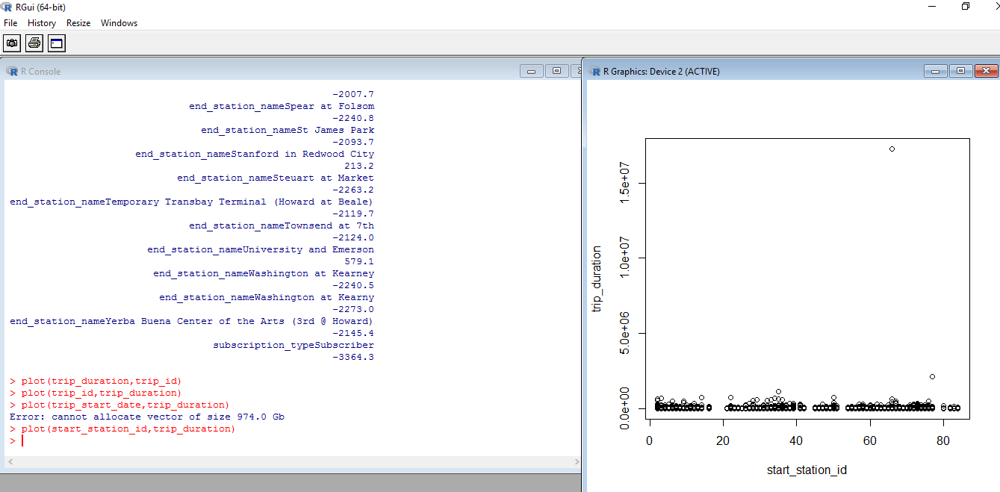 RGui (64-bit)
File History Resize Windows
R Console
-2007.7
end_station_nameSpear at Folsom
-2240.8
end_station_nameSt James Park
-2093.7
end_station_nameStanford in Redwood City
213.2
end_station_nameSteuart at Market
-2263.2
end_station_nameTemporary Transbay Terminal (Howard at Beale)
-2119.7
end_station_nameTownsend at 7th
-2124.0
end_station_nameUniversity and Emerson
579.1
end_station_nameWashington at Kearney
-2240.5
end_station_nameWashington at Kearny
-2273.0
end_station_nameYerba Buena Center of the Arts (3rd @ Howard)
-2145.4
subscription_typeSubscriber
-3364.3
> plot(trip_duration,trip_id)
> plot(trip_id,trip_duration)
> plot(trip_start_date,trip_duration)
Error: cannot allocate vector of size 974.0 Gb
> plot(start_station_id,trip_duration)
>
R Graphics: Device 2 (ACTIVE)
trip_duration
1.5e+07
1.0e+07
5.0e+06
0.0e+00
0 20 40 60 80
start_station_id